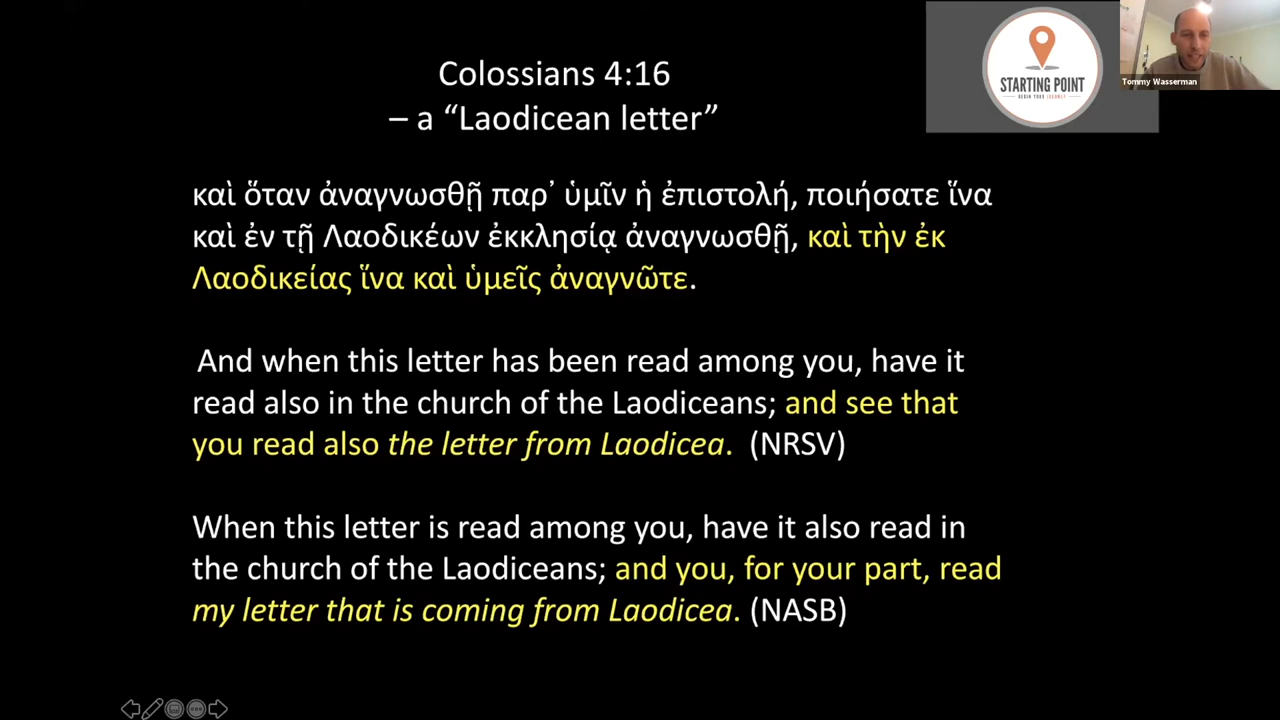 Colossians 4:16
– a “Laodicean letter”
STARTING POINT
BEGIN YOUR JOURNEY
Tommy Wasserman
καὶ ὅταν ἀναγνωσθῇ παρ᾽ ὑμῖν ἡ ἐπιστολή, ποιήσατε ἵνα
καὶ ἐν τῇ Λαοδικέων ἐκκλησίᾳ ἀναγνωσθῇ, καὶ τὴν ἐκ
Λαοδικείας ἵνα καὶ ὑμεῖς ἀναγνῶτε.
And when this letter has been read among you, have it
read also in the church of the Laodiceans; and see that
you read also the letter from Laodicea. (NRSV)
When this letter is read among you, have it also read in
the church of the Laodiceans; and you, for your part, read
my letter that is coming from Laodicea. (NASB)